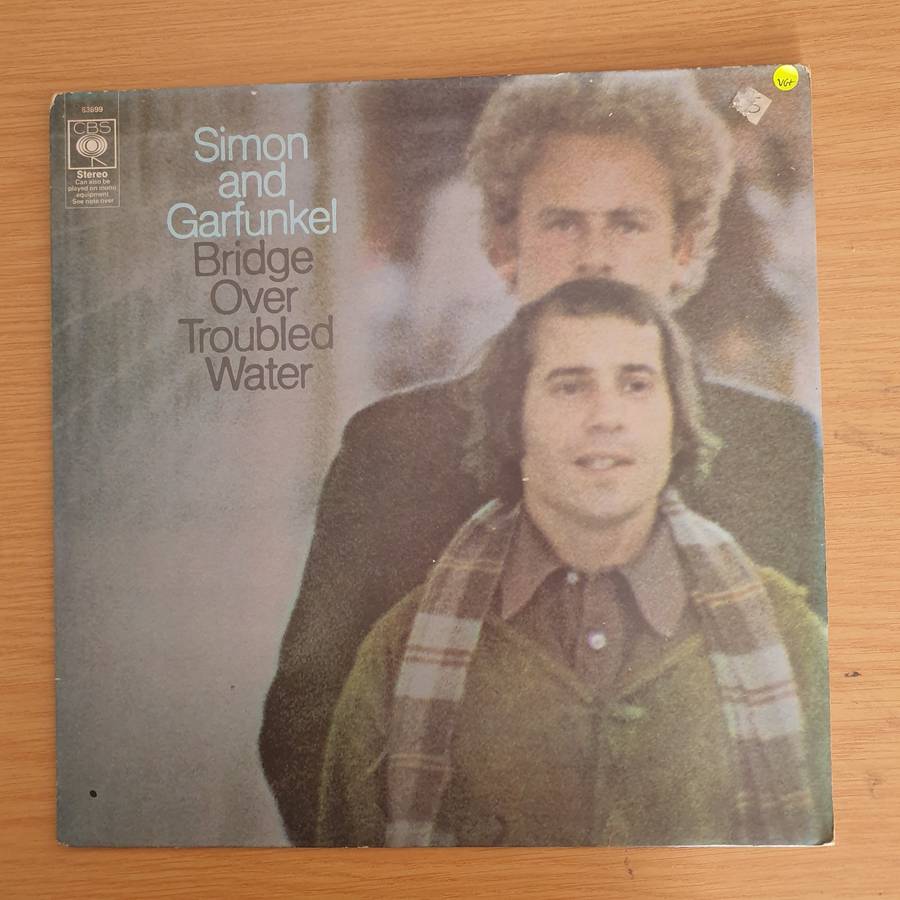 63699
CBS
Stereo
Can also be
played on mono
equipment
See note over
Simon
and
Garfunkel
Bridge
Over
Troubled
Water
VG+